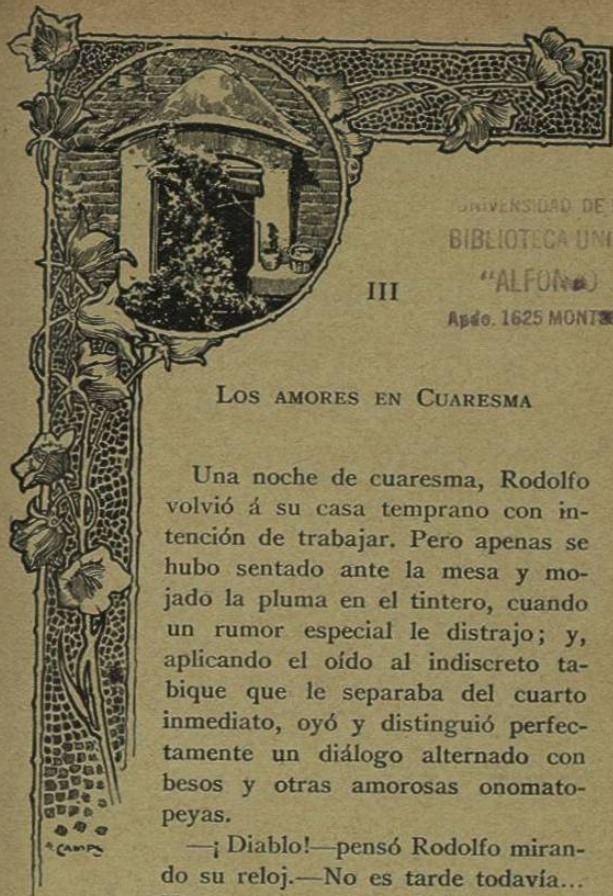 UNIVERSIDAD DE
BIBLIOTECA UNI
"ALFONSO
Apdo. 1625 MONT
III
LOS AMORES EN CUARESMA
Una noche de cuaresma, Rodolfo
volvió á su casa temprano con in-
tención de trabajar. Pero apenas se
hubo sentado ante la mesa y mo-
jado la pluma en el tintero, cuando
un rumor especial le distrajo; y,
aplicando el oído al indiscreto ta-
bique que le separaba del cuarto
inmediato, oyó y distinguió perfec-
tamente un diálogo alternado con
besos y otras amorosas onomato-
peyas.
—¡Diablo!—pensó Rodolfo miran-
do su reloj.—No es tarde todavía...
CAMPS